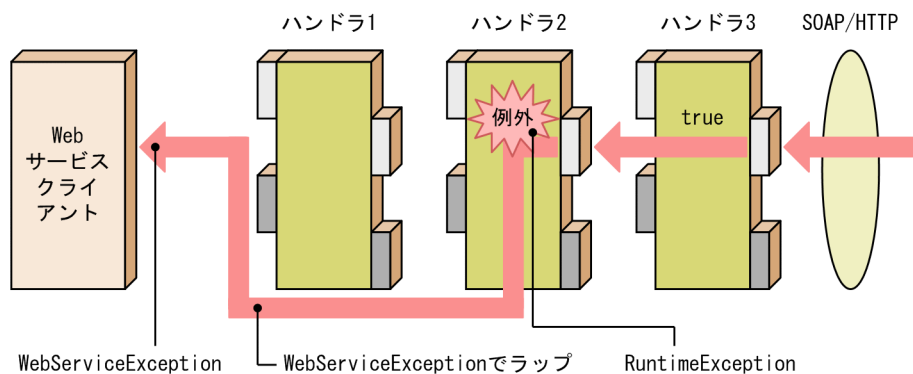 ハンドラ1
ハンドラ2
ハンドラ3
SOAP/HTTP
Web
サービス
クライ
アント
例外
true
WebServiceException
WebServiceExceptionでラップ
RuntimeException